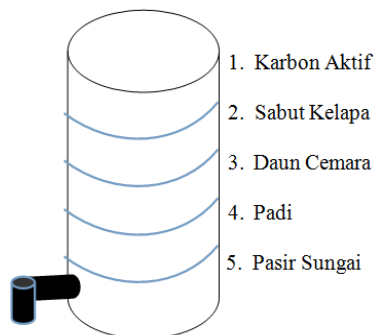 1. Karbon Aktif
2. Sabut Kelapa
3. Daun Cemara
4. Padi
5. Pasir Sungai